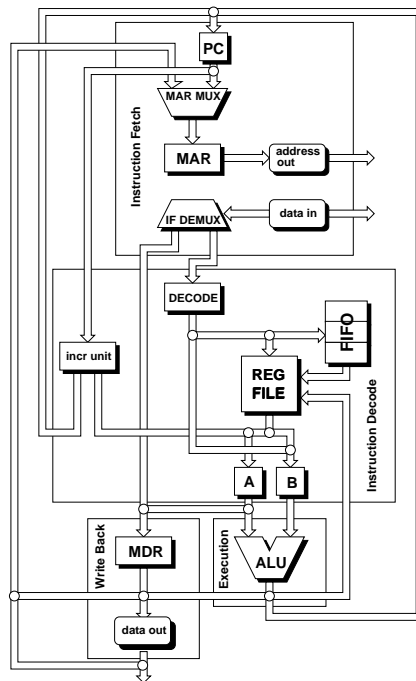 PC
MAR MUX
MAR
address
out
Instruction Fetch
IF DEMUX
data in
DECODE
FIFO
incr unit
REG
FILE
Instruction Decode
A
B
Write Back
MDR
Execution
ALU
data out